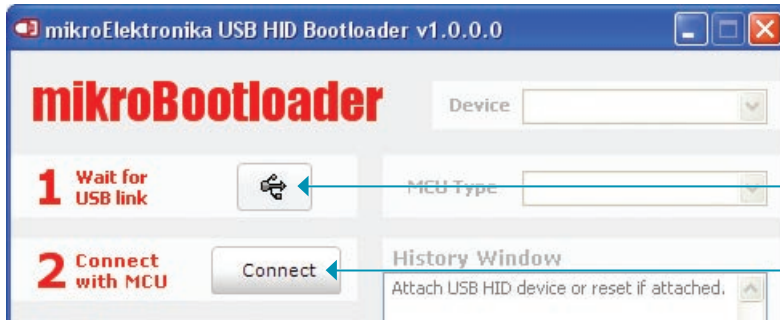 mikroElektronika USB HID Bootloader v1.0.0.0
mikroBootloader
Device
1 Wait for
USB link
MCU Type
2 Connect
with MCU
Connect
History Window
Attach USB HID device or reset if attached.